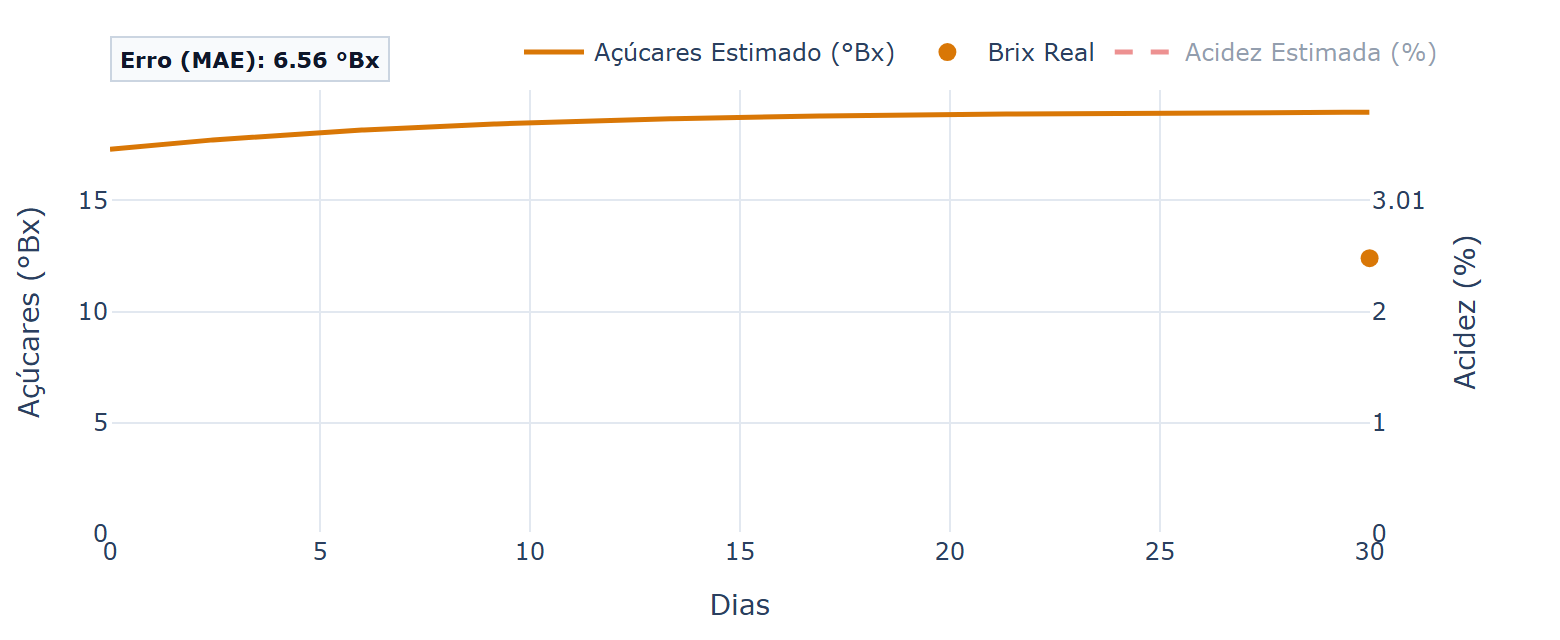 Erro (MAE): 6.56 ºBx
Açúcares Estimado (°Bx)
Brix Real
Acidez Estimada (%)
Açúcares (°Bx)
15
10
5
0
3.01
2
1
0
Acidez (%)
0
5
10
15
20
25
30
Dias